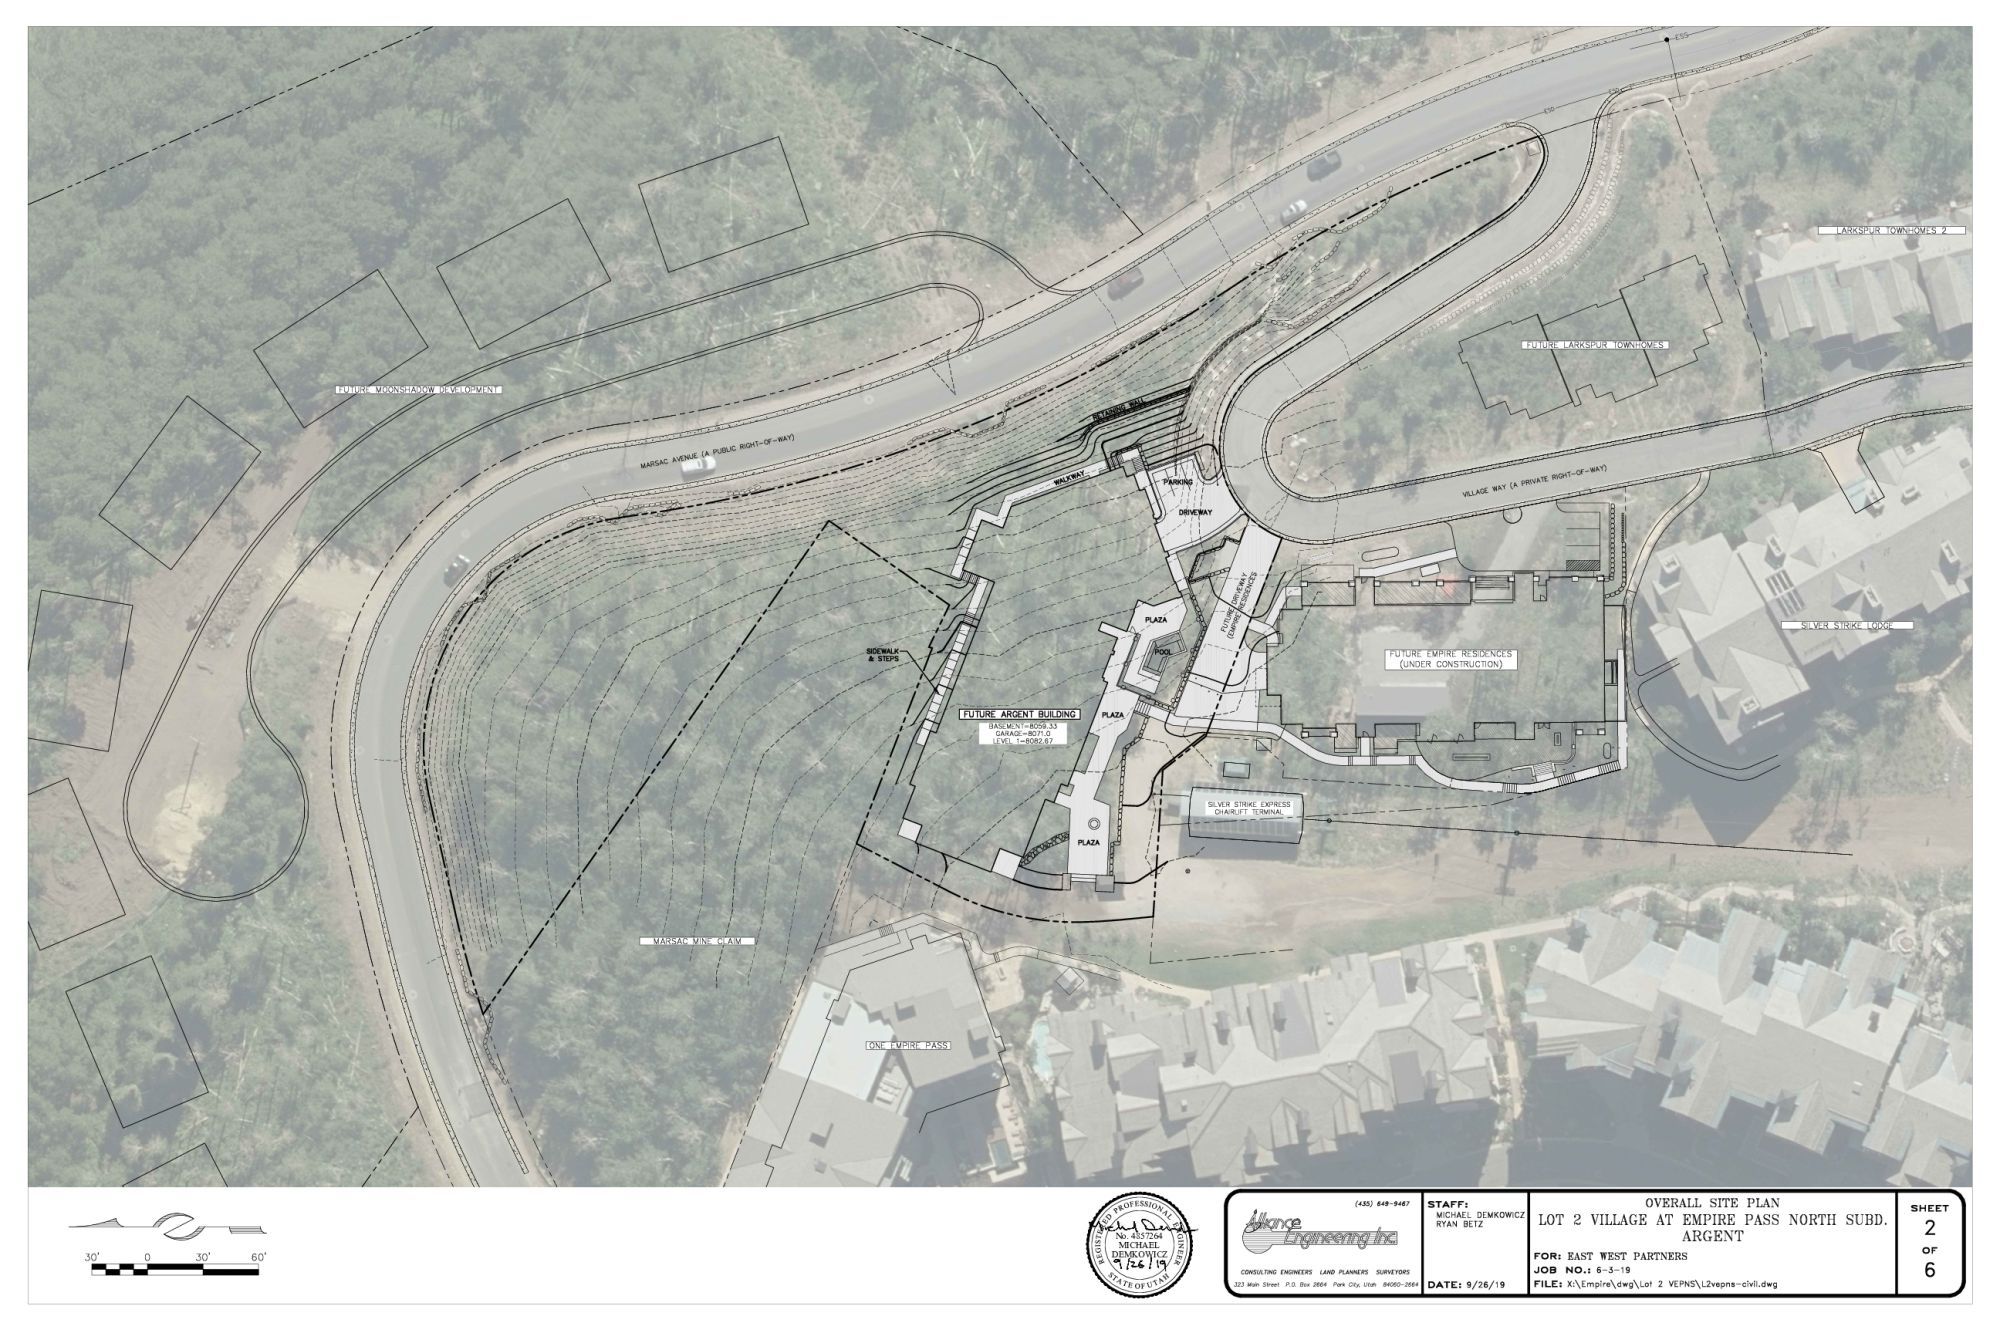 ESS
ESS
LARKSPUR TOWNHOMES 2
FUTURE LARKSPUR TOWNHOMES
FUTURE MOONSHADOW DEVELOPMENT
RETAINING WALL
MARSAC AVENUE (A PUBLIC RIGHT-OF-WAY)
WALKWAY
PARKING
VILLAGE WAY (A PRIVATE RIGHT-OF-WAY)
DRIVEWAY
FUTURE DRIVEWAY
(EMPIRE RESIDENCES)
PLAZA
SILVER STRIKE LODGE
SIDEWALK
& STEPS
POOL
FUTURE EMPIRE RESIDENCES
(UNDER CONSTRUCTION)
FUTURE ARGENT BUILDING
BASEMENT=8059.33
GARAGE=8071.0
LEVEL 1=8082.67
PLAZA
SILVER STRIKE EXPRESS
CHAIRLIFT TERMINAL
PLAZA
MARSAC MINE CLAIM
ONE EMPIRE PASS
30' 0 30' 60'
REGISTERED PROFESSIONAL ENGINEER
No. 4857264
MICHAEL
DEMKOWICZ
9/26/19
STATE OF UTAH
(435) 649-9467
Alliance
Engineering Inc.
CONSULTING ENGINEERS LAND PLANNERS SURVEYORS
323 Main Street P.O. Box 2664 Park City, Utah 84060-2664
STAFF:
MICHAEL DEMKOWICZ
RYAN BETZ
DATE: 9/26/19
OVERALL SITE PLAN
LOT 2 VILLAGE AT EMPIRE PASS NORTH SUBD.
ARGENT
FOR: EAST WEST PARTNERS
JOB NO.: 6-3-19
FILE: X:\Empire\dwg\Lot 2 VEPNS\L2vepns-civil.dwg
SHEET
2
OF
6